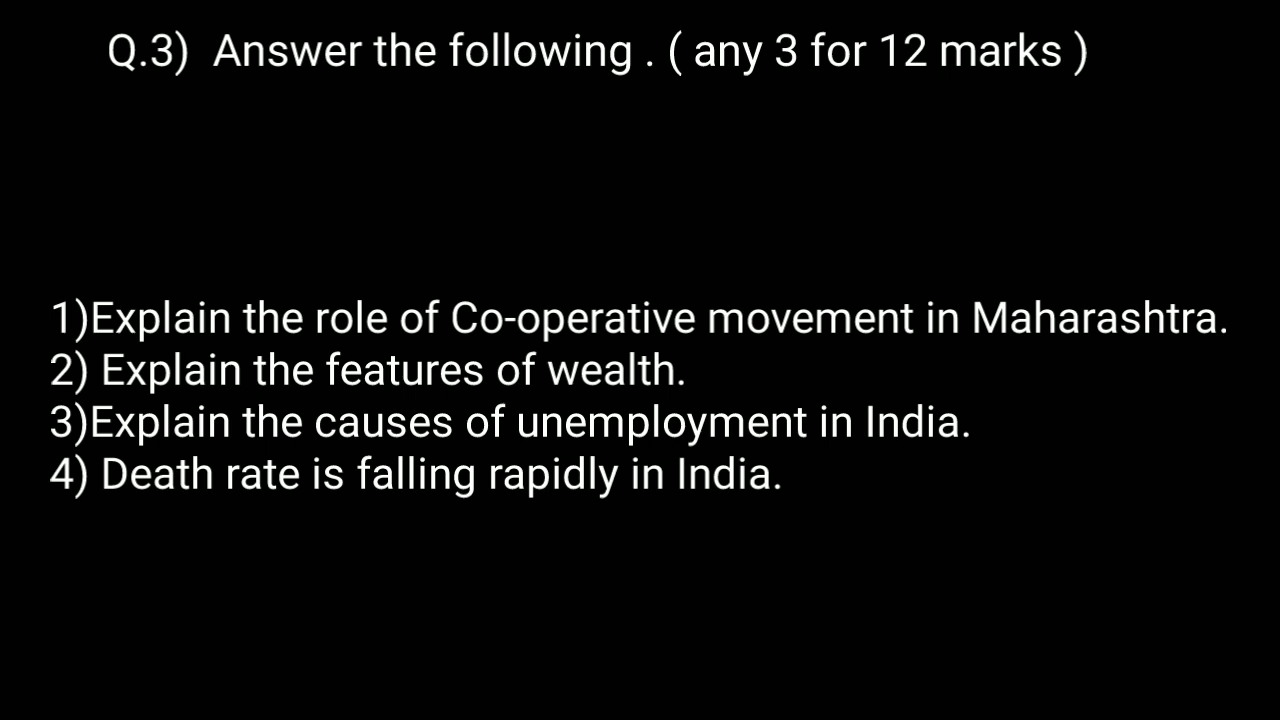 Q.3)  Answer the following . ( any 3 for 12 marks )
1)Explain the role of Co-operative movement in Maharashtra.
2) Explain the features of wealth.
3)Explain the causes of unemployment in India.
4) Death rate is falling rapidly in India.